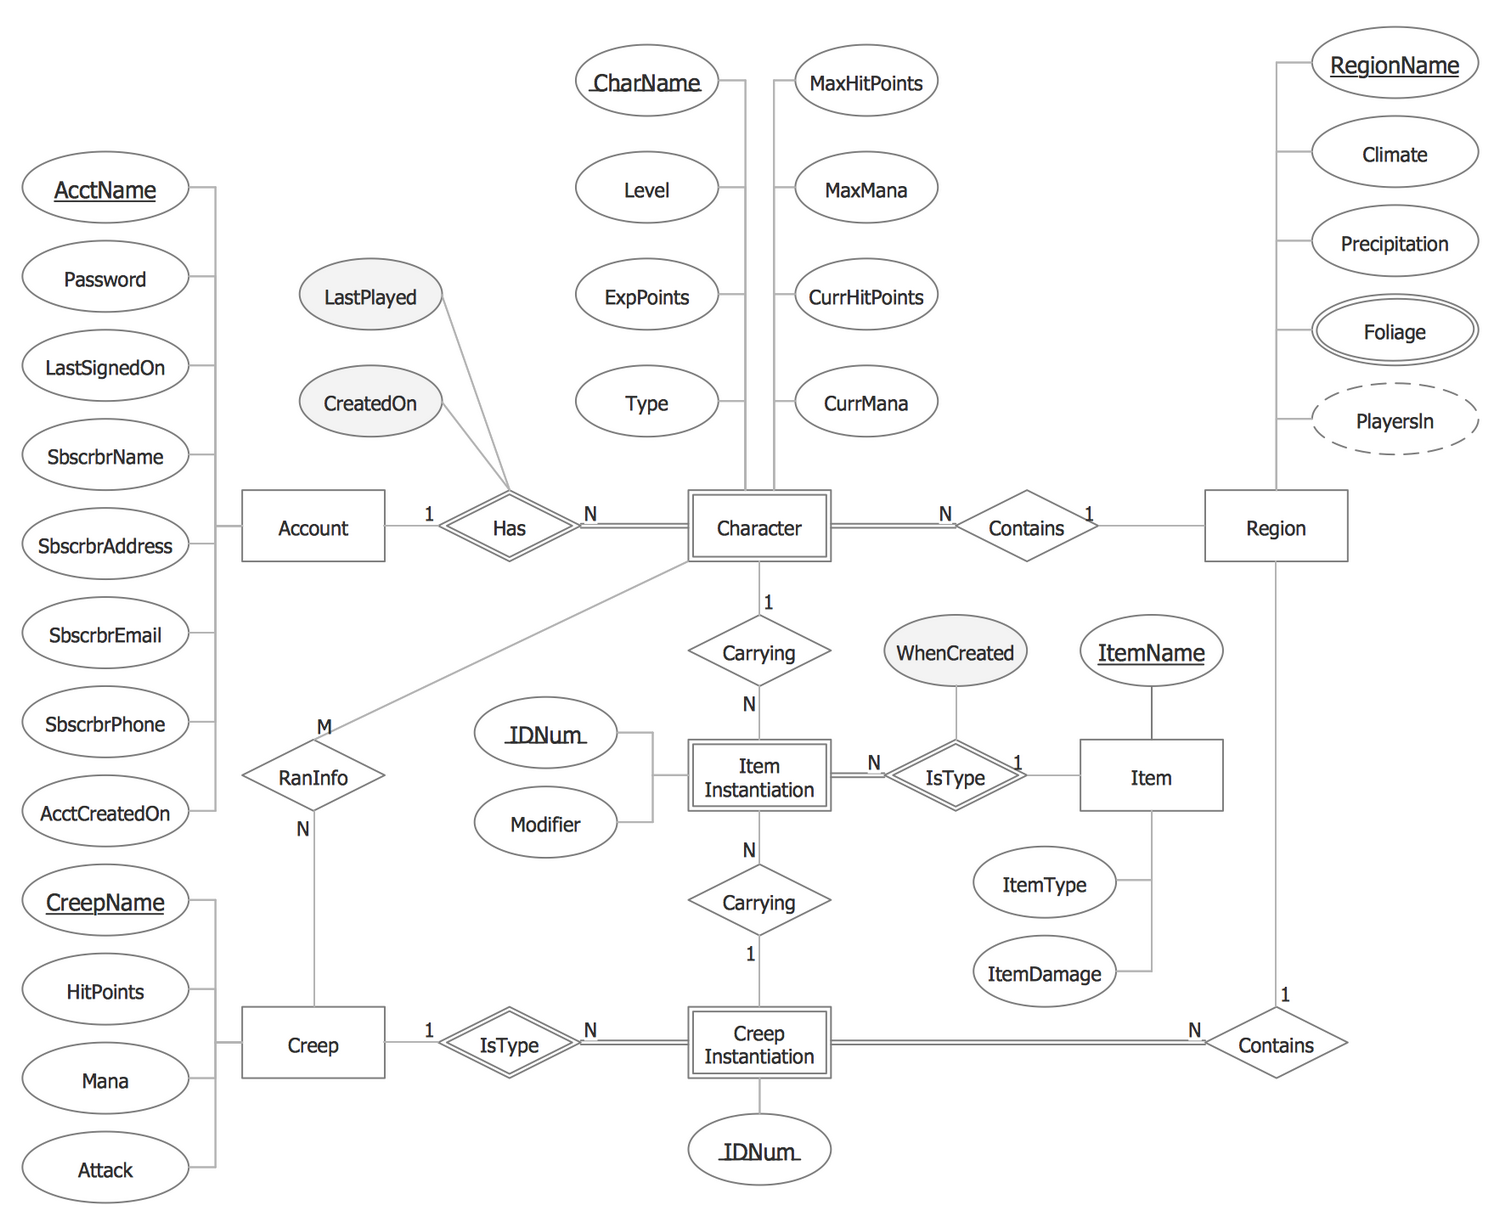 CharName
MaxHitPoints
RegionName
Level
MaxMana
Climate
AcctName
ExpPoints
CurrHitPoints
Precipitation
Password
LastPlayed
Type
CurrMana
Foliage
LastSignedOn
CreatedOn
PlayersIn
SbscrbrName
Account
1
Has
N
Character
N
Contains
1
Region
SbscrbrAddress
SbscrbrEmail
1
Carrying
N
WhenCreated
ItemName
SbscrbrPhone
M
RanInfo
N
IDNum
Modifier
Item
Instantiation
N
IsType
1
Item
AcctCreatedOn
N
Carrying
1
ItemType
ItemDamage
CreepName
HitPoints
Mana
Attack
Creep
1
IsType
N
Creep
Instantiation
N
1
Contains
IDNum